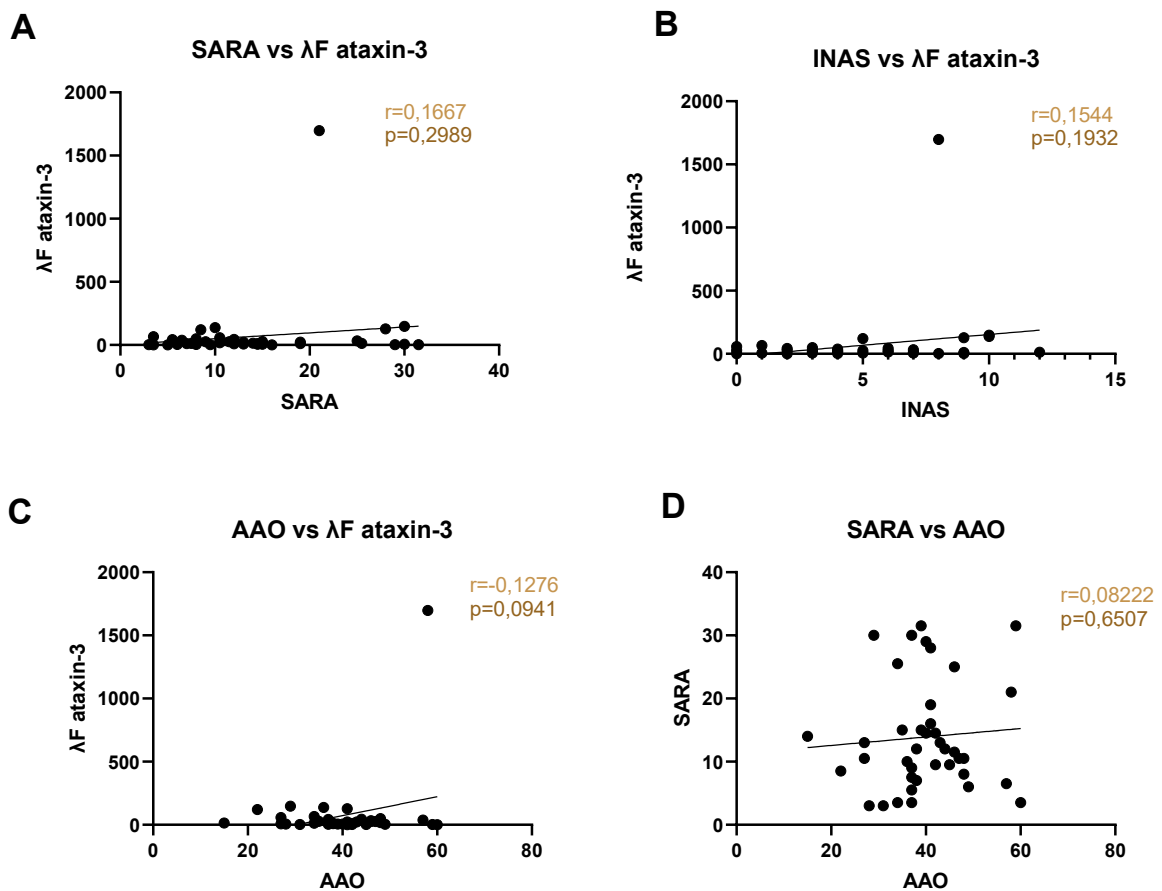 A
SARA vs λF ataxin-3
r=0,1667
p=0,2989
2000
1500
1000
500
0
λF ataxin-3
0 10 20 30 40
SARA
B
INAS vs λF ataxin-3
r=0,1544
p=0,1932
2000
1500
1000
500
0
λF ataxin-3
0 5 10 15
INAS
C
AAO vs λF ataxin-3
r=-0,1276
p=0,0941
2000
1500
1000
500
0
λF ataxin-3
0 20 40 60 80
AAO
D
SARA vs AAO
r=0,08222
p=0,6507
40
30
20
10
0
SARA
0 20 40 60 80
AAO